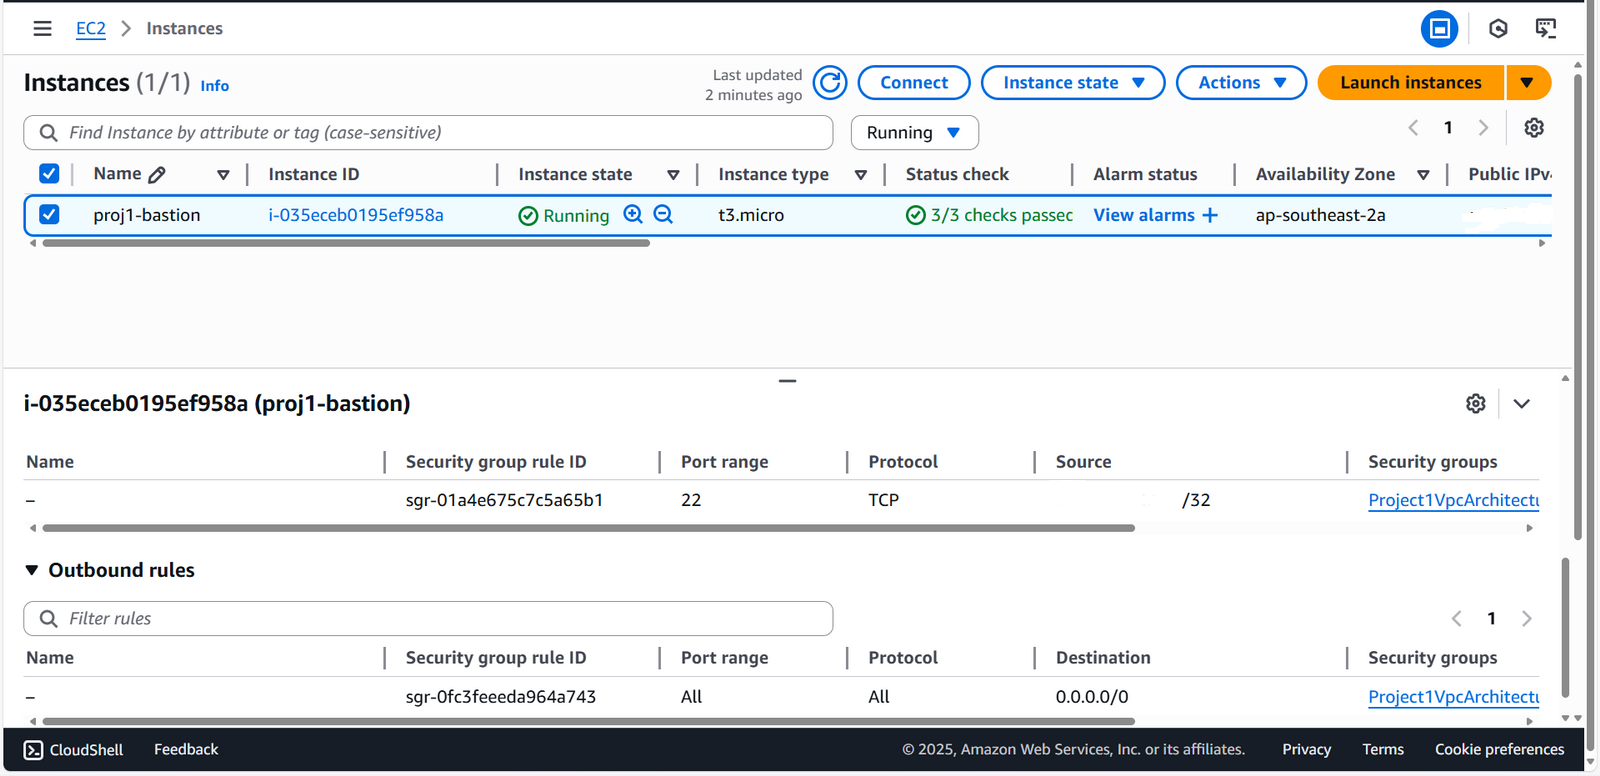 EC2 > Instances
Instances (1/1) Info
Last updated
2 minutes ago
Connect Instance state Actions Launch instances
Find Instance by attribute or tag (case-sensitive) Running 1
Name Instance ID Instance state Instance type Status check Alarm status Availability Zone Public IPv4
proj1-bastion i-035eceb0195ef958a Running t3.micro 3/3 checks passed View alarms + ap-southeast-2a
i-035eceb0195ef958a (proj1-bastion)
Name Security group rule ID Port range Protocol Source Security groups
– sgr-01a4e675c7c5a65b1 22 TCP /32 Project1VpcArchitectu
Outbound rules
Filter rules 1
Name Security group rule ID Port range Protocol Destination Security groups
– sgr-0fc3feeeda964a743 All All 0.0.0.0/0 Project1VpcArchitectu
CloudShell Feedback © 2025, Amazon Web Services, Inc. or its affiliates. Privacy Terms Cookie preferences